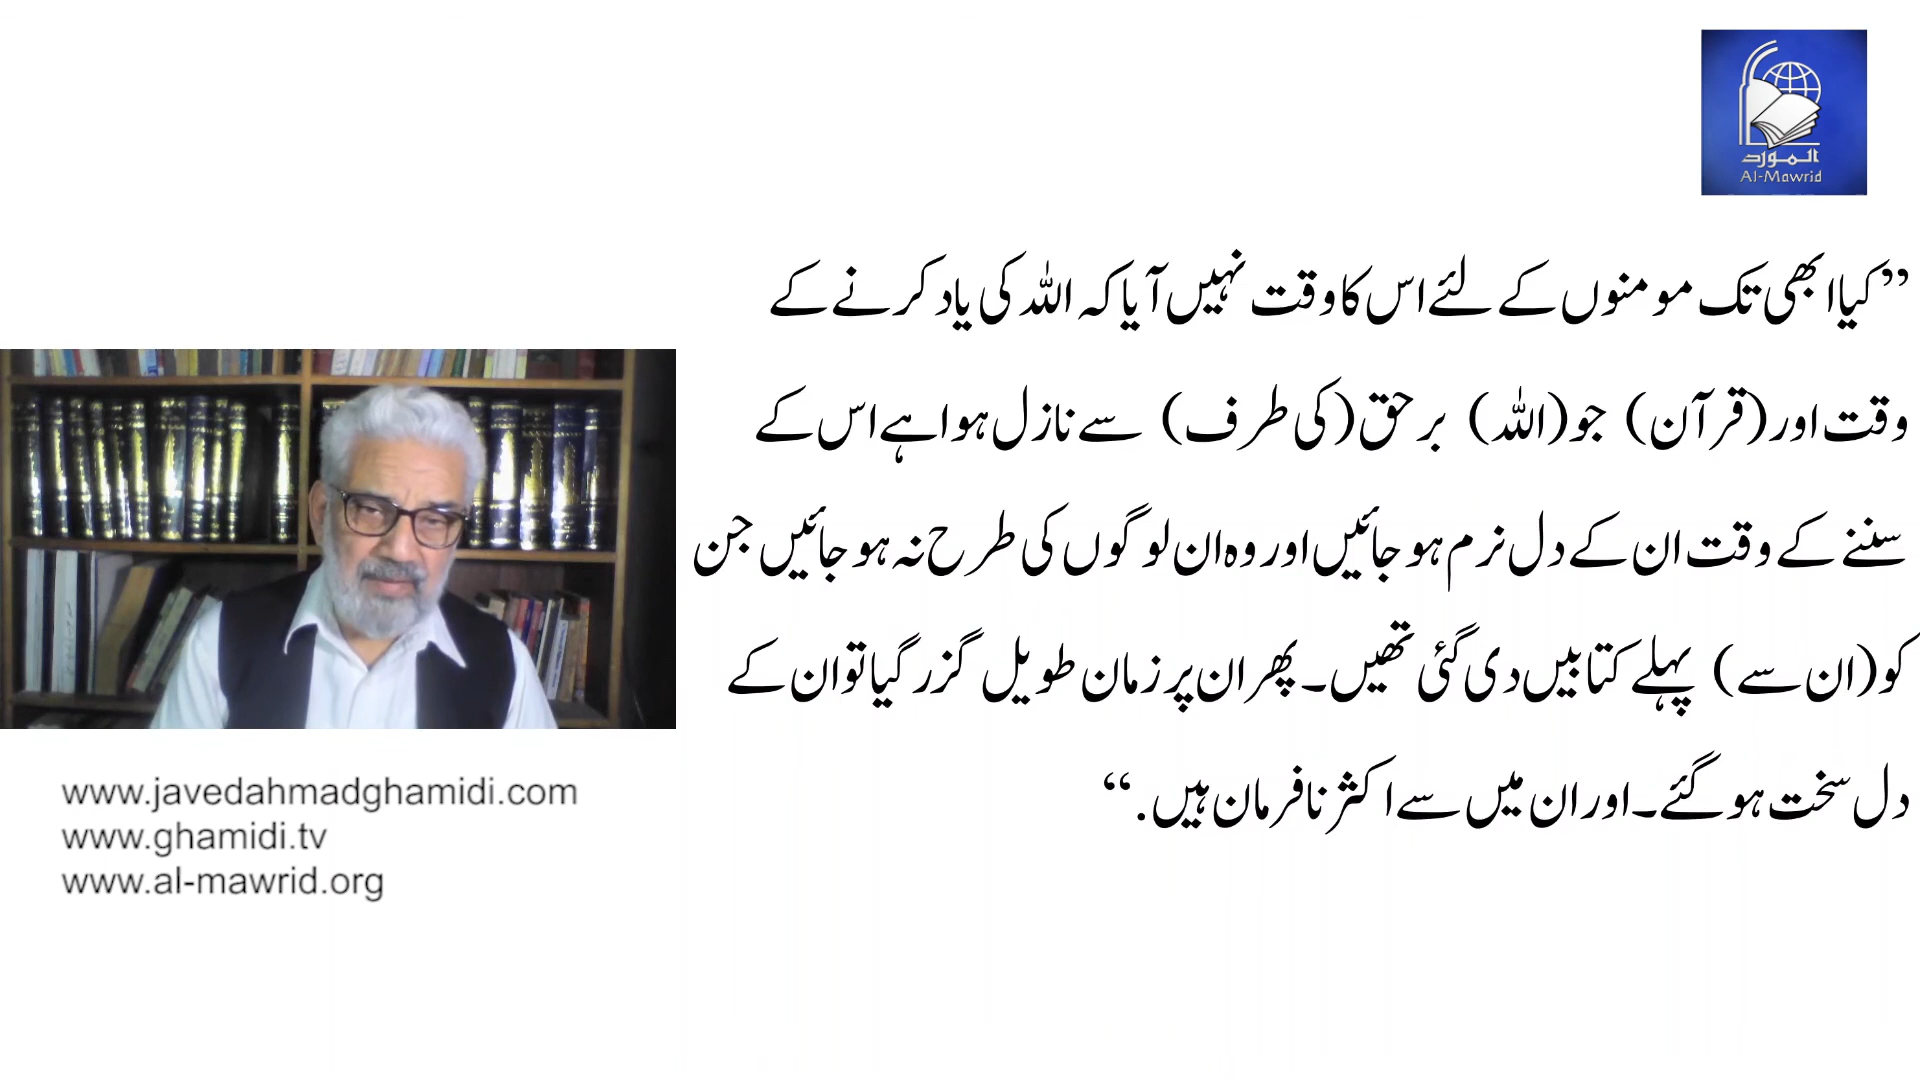 المورد
Al-Mawrid
”کیا ابھی تک مومنوں کے لئے اس کا وقت نہیں آیا کہ اللہ کی یاد کرنے کے
وقت اور (قرآن) جو (اللہ) برحق (کی طرف) سے نازل ہوا ہے اس کے
سننے کے وقت ان کے دل نرم ہو جائیں اور وہ ان لوگوں کی طرح نہ ہو جائیں جن
کو (ان سے) پہلے کتابیں دی گئی تھیں۔ پھر ان پر زمان طویل گزر گیا تو ان کے
دل سخت ہو گئے۔ اور ان میں سے اکثر نافرمان ہیں.“
www.javedahmadghamidi.com
www.ghamidi.tv
www.al-mawrid.org